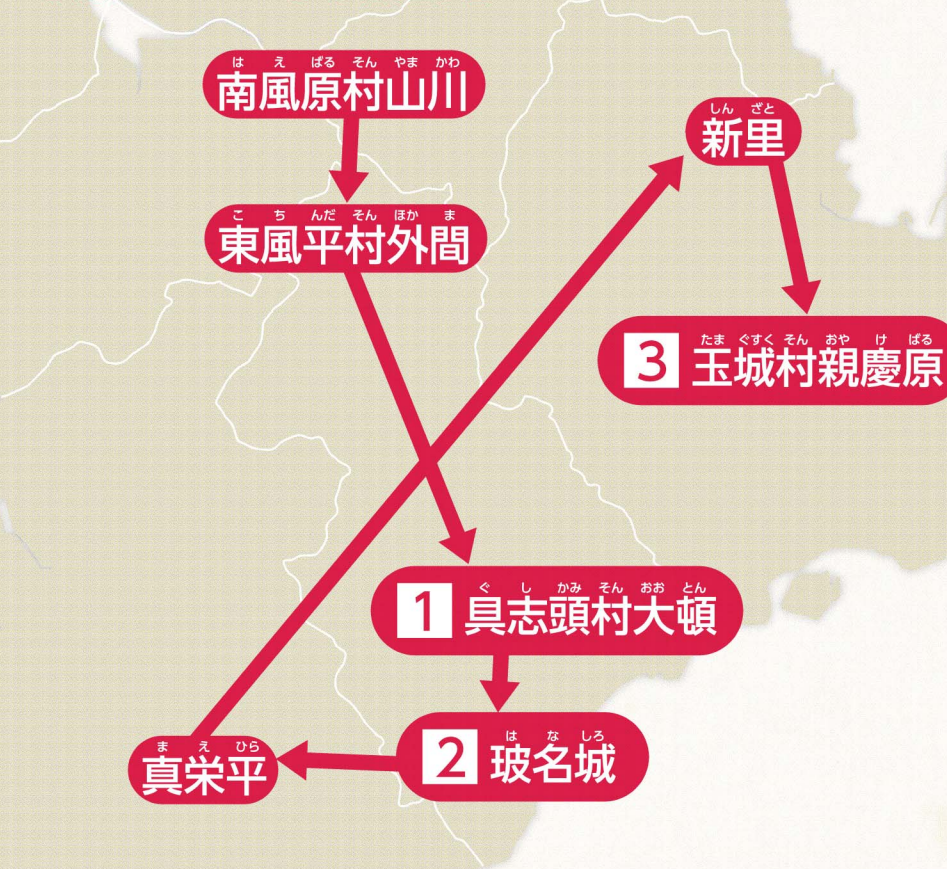 はえばるそんやまかわ
南風原村山川
しんざと
新里
こちんだそんほかま
東風平村外間
たまぐすくそんおやけばる
3 玉城村親慶原
ぐしかみそんおおとん
1 具志頭村大頓
はなしろ
2 玻名城
まえひら
真栄平